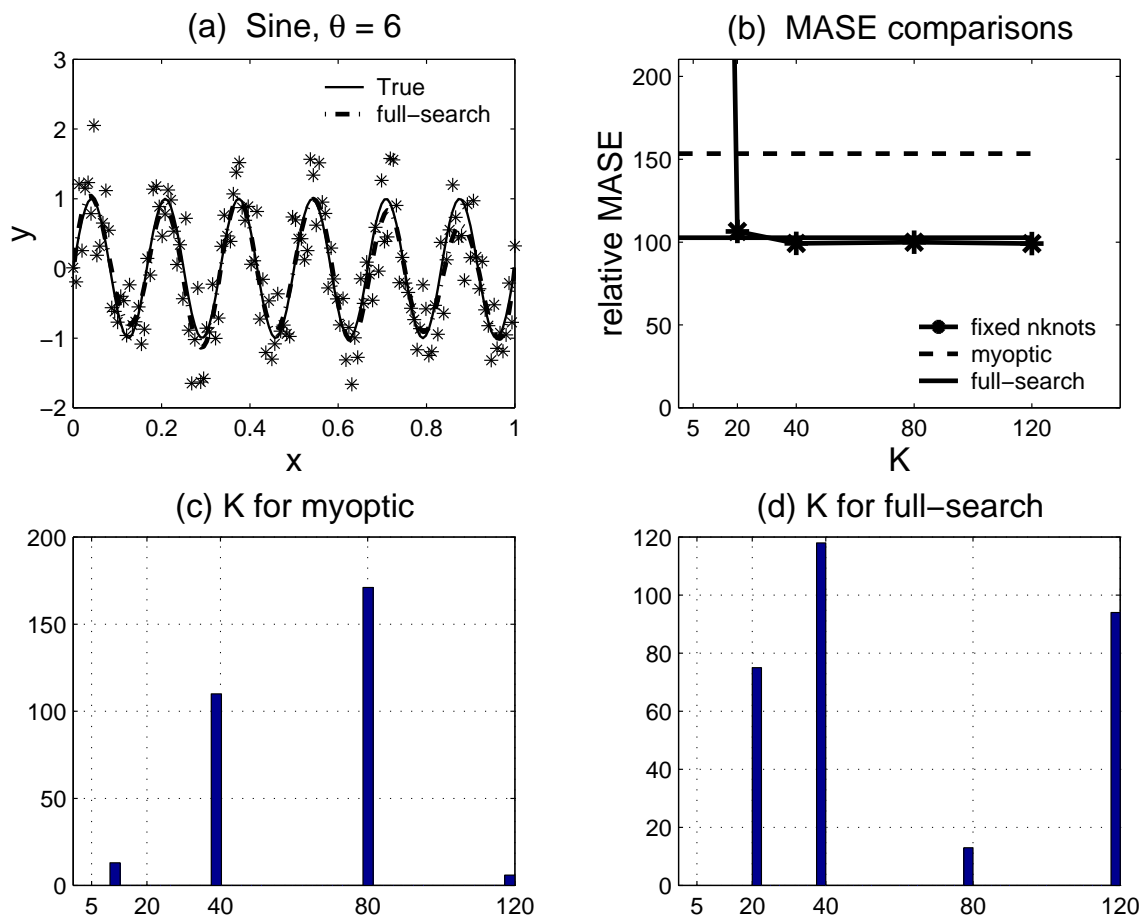 (a) Sine, θ = 6
3
2
1
0
−1
−2
y
True
full−search
0 0.2 0.4 0.6 0.8 1
x
(b) MASE comparisons
200
150
100
50
0
relative MASE
fixed nknots
myoptic
full−search
5 20 40 80 120
K
(c) K for myoptic
200
150
100
50
0
5 20 40 80 120
(d) K for full−search
120
100
80
60
40
20
0
5 20 40 80 120